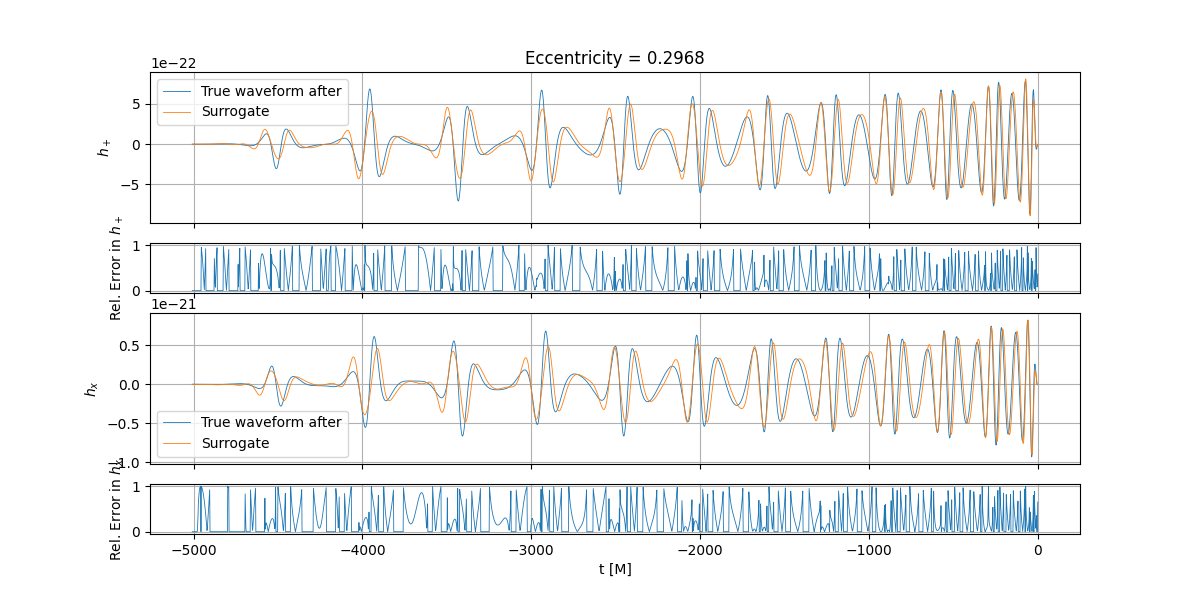 Eccentricity = 0.2968
1e−22
True waveform after
Surrogate
5
0
−5
h+
1
0
Rel. Error in h+
1e−21
0.5
0.0
−0.5
−1.0
hx
True waveform after
Surrogate
1
0
Rel. Error in hx
−5000 −4000 −3000 −2000 −1000 0
t [M]